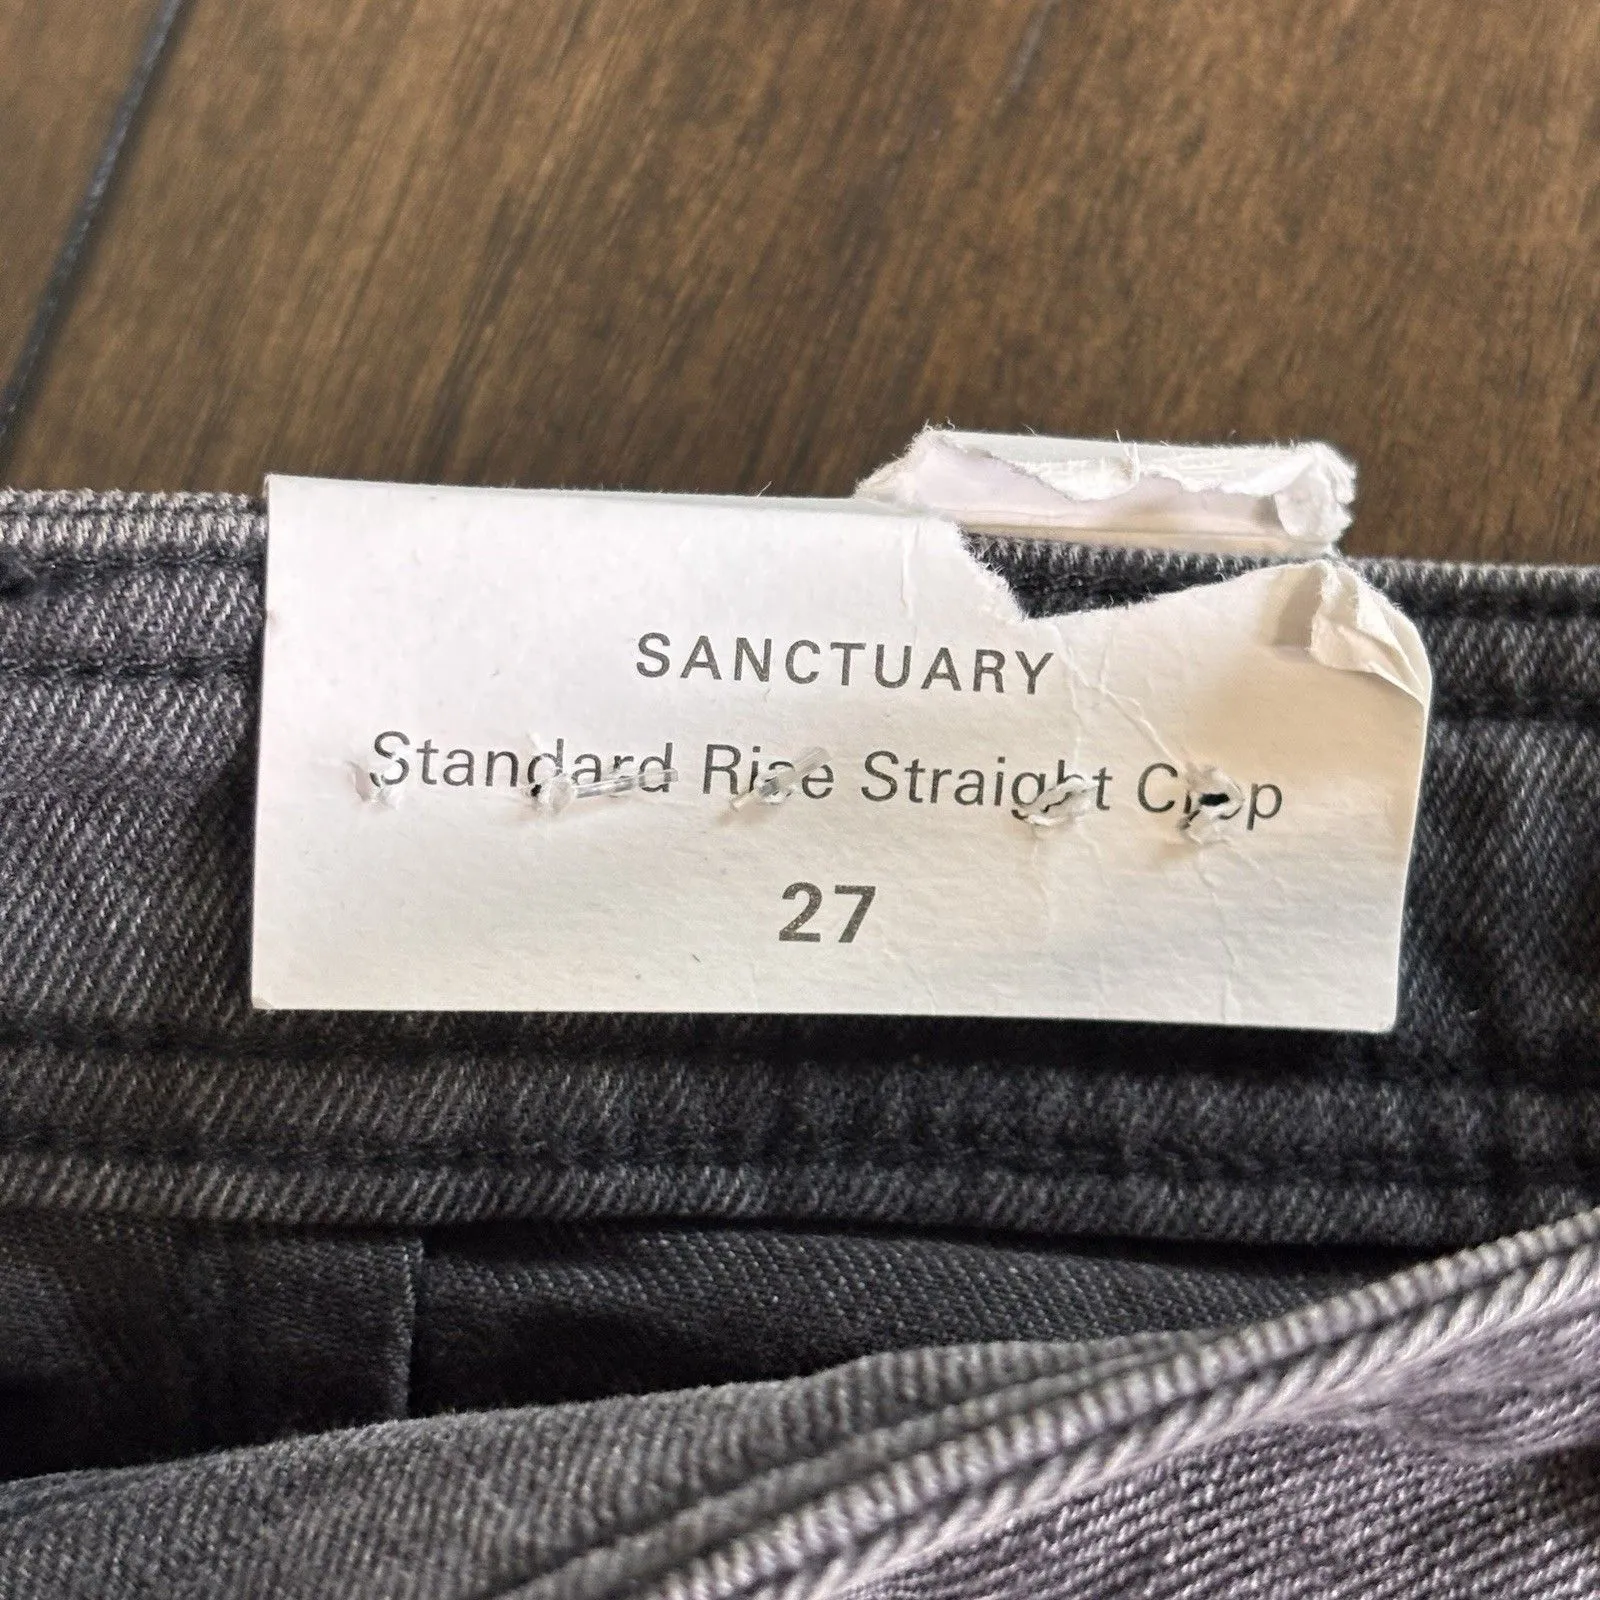 SANCTUARY
Standard Rise Straight Crop
27